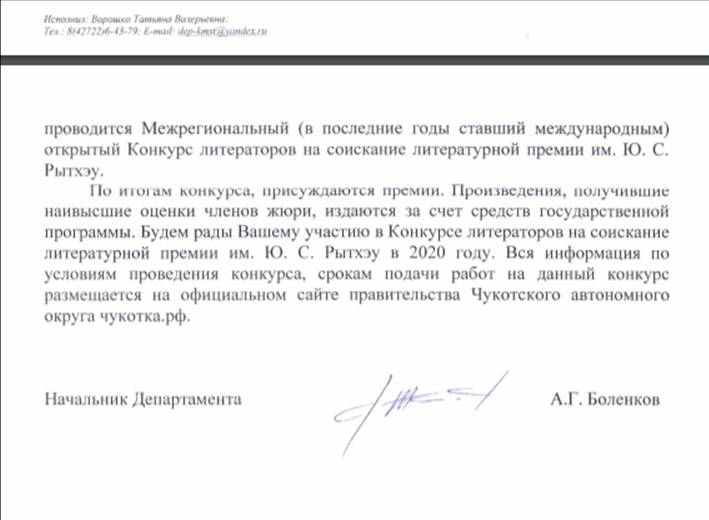 Исполнил: Ворошко Татьяна Валерьевна;
Тел.: 8(42722)6-43-79; E-mail: dep-kmst@yandex.ru
проводится Межрегиональный (в последние годы ставший международным)
открытый Конкурс литераторов на соискание литературной премии им. Ю. С.
Рытхэу.
По итогам конкурса, присуждаются премии. Произведения, получившие
наивысшие оценки членов жюри, издаются за счет средств государственной
программы. Будем рады Вашему участию в Конкурсе литераторов на соискание
литературной премии им. Ю. С. Рытхэу в 2020 году. Вся информация по
условиям проведения конкурса, срокам подачи работ на данный конкурс
размещается на официальном сайте правительства Чукотского автономного
округа чукотка.рф.
Начальник Департамента А.Г. Боленков